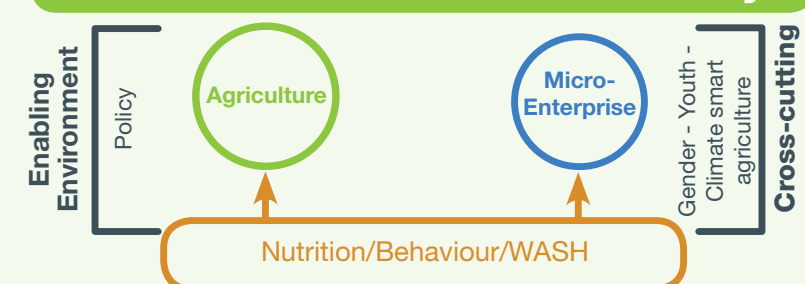 Enabling
Environment
Policy
Agriculture
Micro-
Enterprise
Gender - Youth -
Climate smart
agriculture
Cross-cutting
Nutrition/Behaviour/WASH